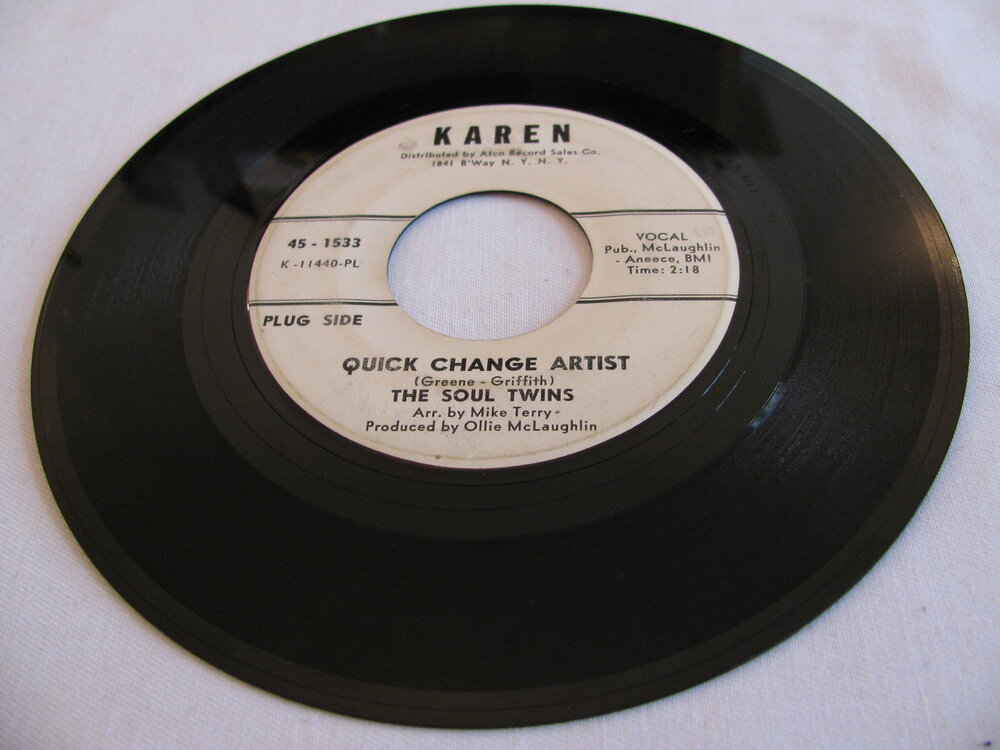 KAREN
Distributed by Atco Record Sales Co.
1841 B'Way N. Y. N. Y.
45 - 1533
K-11440-PL
VOCAL
Pub., McLaughlin
- Aneece, BMI
Time: 2:18
PLUG SIDE
QUICK CHANGE ARTIST
(Greene - Griffith)
THE SOUL TWINS
Arr. by Mike Terry-
Produced by Ollie McLaughlin